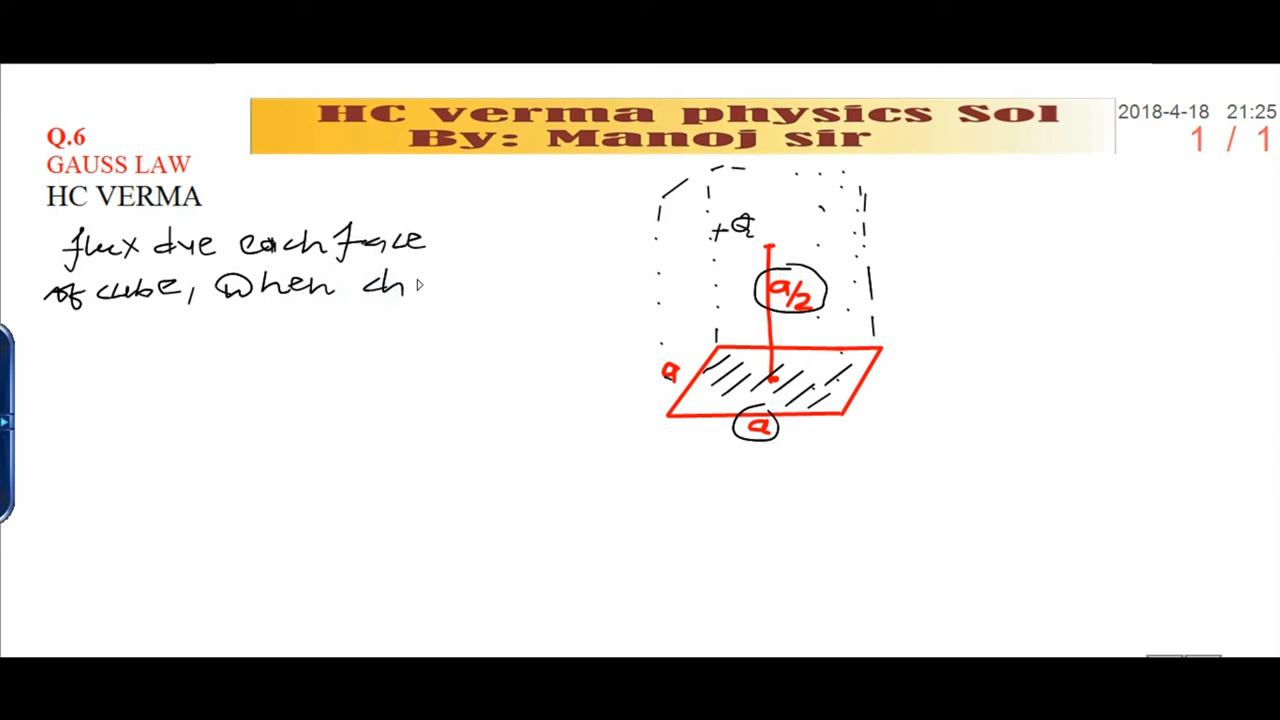 HC verma physics Sol
By: Manoj sir
2018-4-18 21:25
1 / 1
Q.6
GAUSS LAW
HC VERMA
flux due each face
of cube, When ch
+Q
a/2
a
a